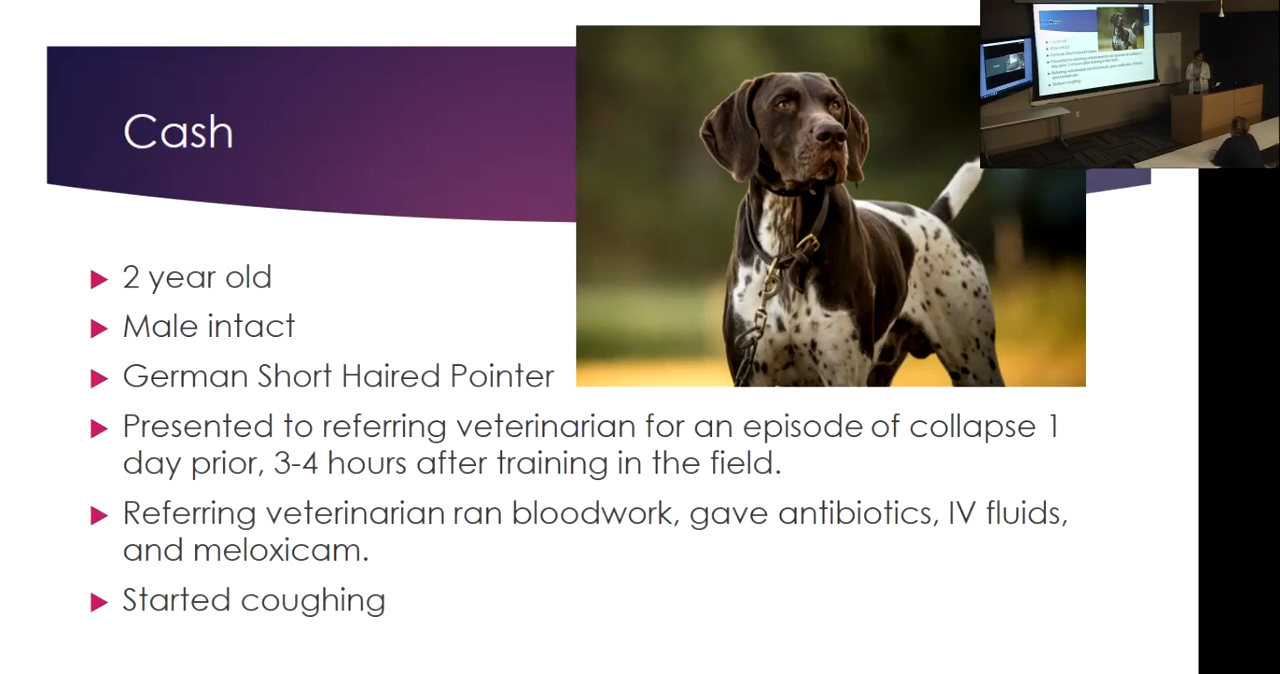 Cash
2 year old
Male intact
German Short Haired Pointer
Presented to referring veterinarian for an episode of collapse 1
day prior, 3-4 hours after training in the field.
Referring veterinarian ran bloodwork, gave antibiotics, IV fluids,
and meloxicam.
Started coughing